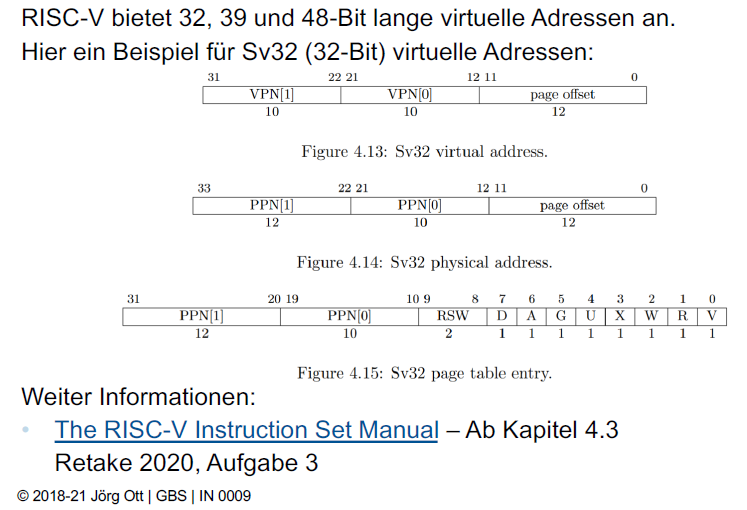 RISC-V bietet 32, 39 und 48-Bit lange virtuelle Adressen an.
Hier ein Beispiel für Sv32 (32-Bit) virtuelle Adressen:
31 22 21 12 11 0
VPN[1] VPN[0] page offset
10 10 12
Figure 4.13: Sv32 virtual address.
33 22 21 12 11 0
PPN[1] PPN[0] page offset
12 10 12
Figure 4.14: Sv32 physical address.
31 20 19 10 9 8 7 6 5 4 3 2 1 0
PPN[1] PPN[0] RSW D A G U X W R V
12 10 2 1 1 1 1 1 1 1 1
Figure 4.15: Sv32 page table entry.
Weiter Informationen:
• The RISC-V Instruction Set Manual – Ab Kapitel 4.3
Retake 2020, Aufgabe 3
© 2018-21 Jörg Ott | GBS | IN 0009